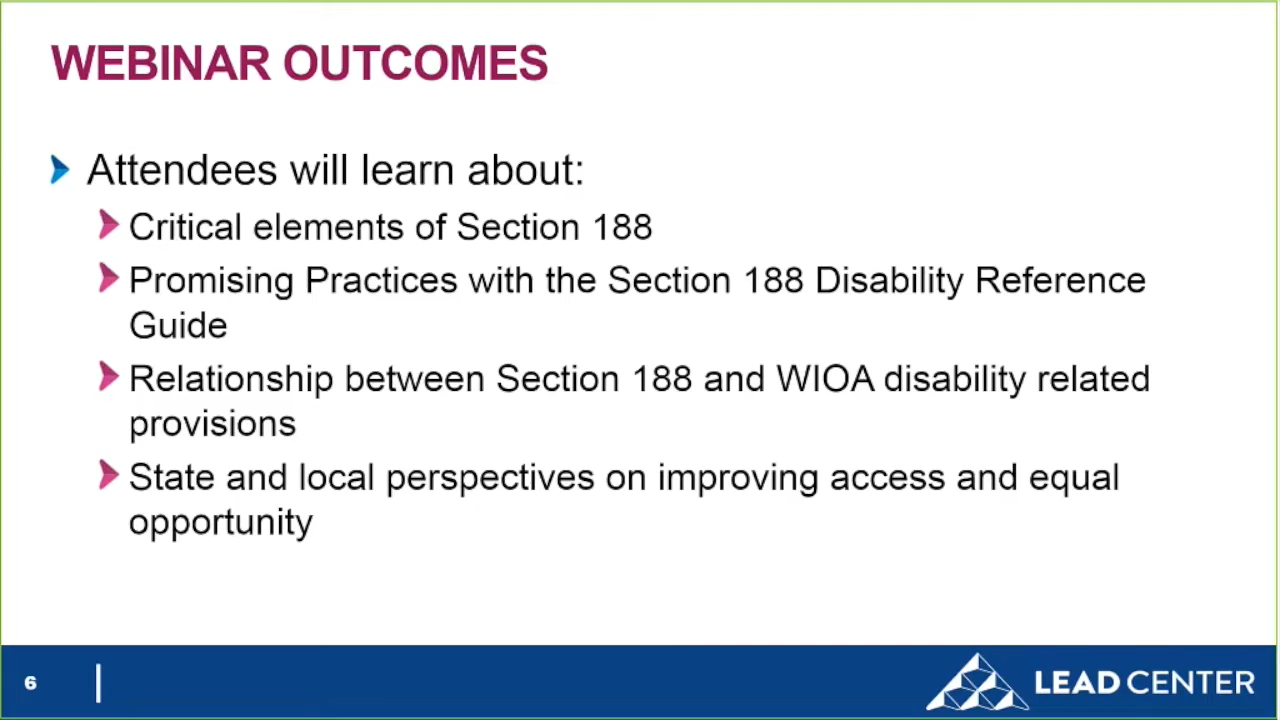 WEBINAR OUTCOMES
Attendees will learn about:
Critical elements of Section 188
Promising Practices with the Section 188 Disability Reference
Guide
Relationship between Section 188 and WIOA disability related
provisions
State and local perspectives on improving access and equal
opportunity
6
LEAD CENTER